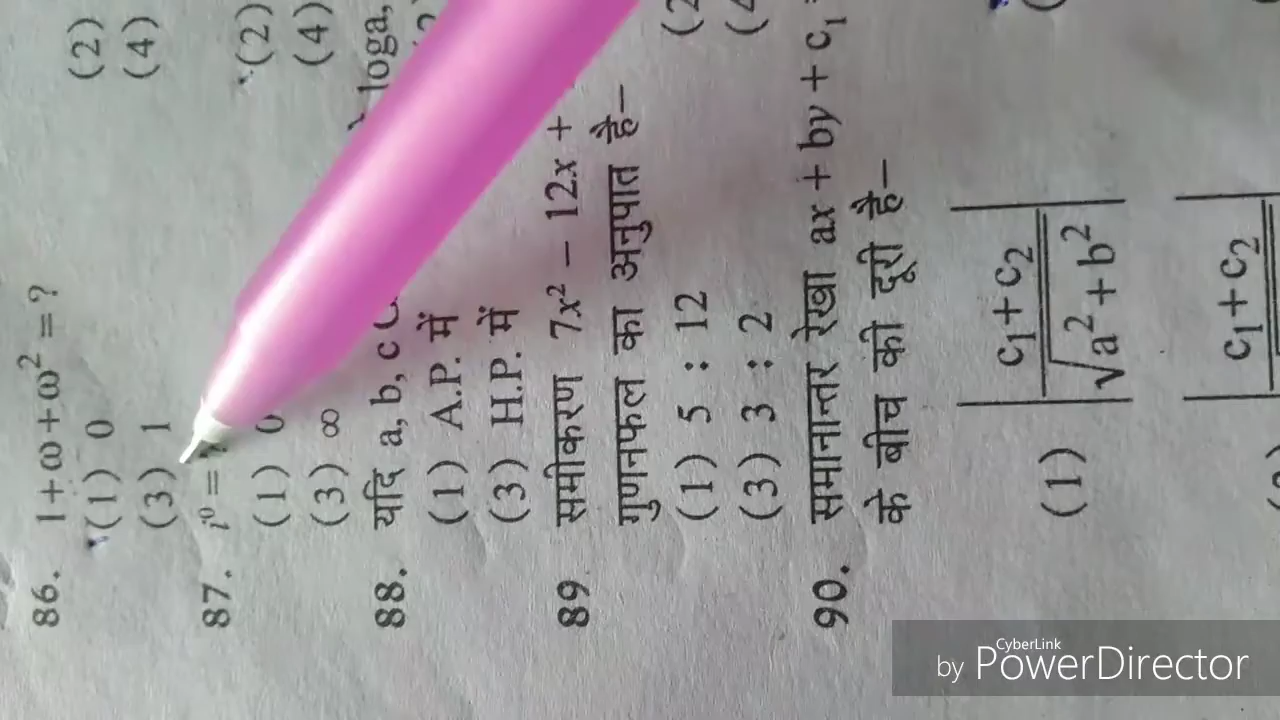 86. 1+ω+ω² = ?
(1) 0 (2)
(3) 1 (4)
87. i⁰ =
(1) 0 (2)
(3) ∞ (4)
88. यदि a, b, c loga,
(1) A.P. में
(3) H.P. में
89. समीकरण 7x² – 12x +
गुणनफल का अनुपात है–
(1) 5 : 12
(3) 3 : 2
90. समानान्तर रेखा ax + by + c₁
के बीच की दूरी है–
(1) |c₁+c₂ / √a²+b²|
|c₁+c₂
CyberLink
by PowerDirector